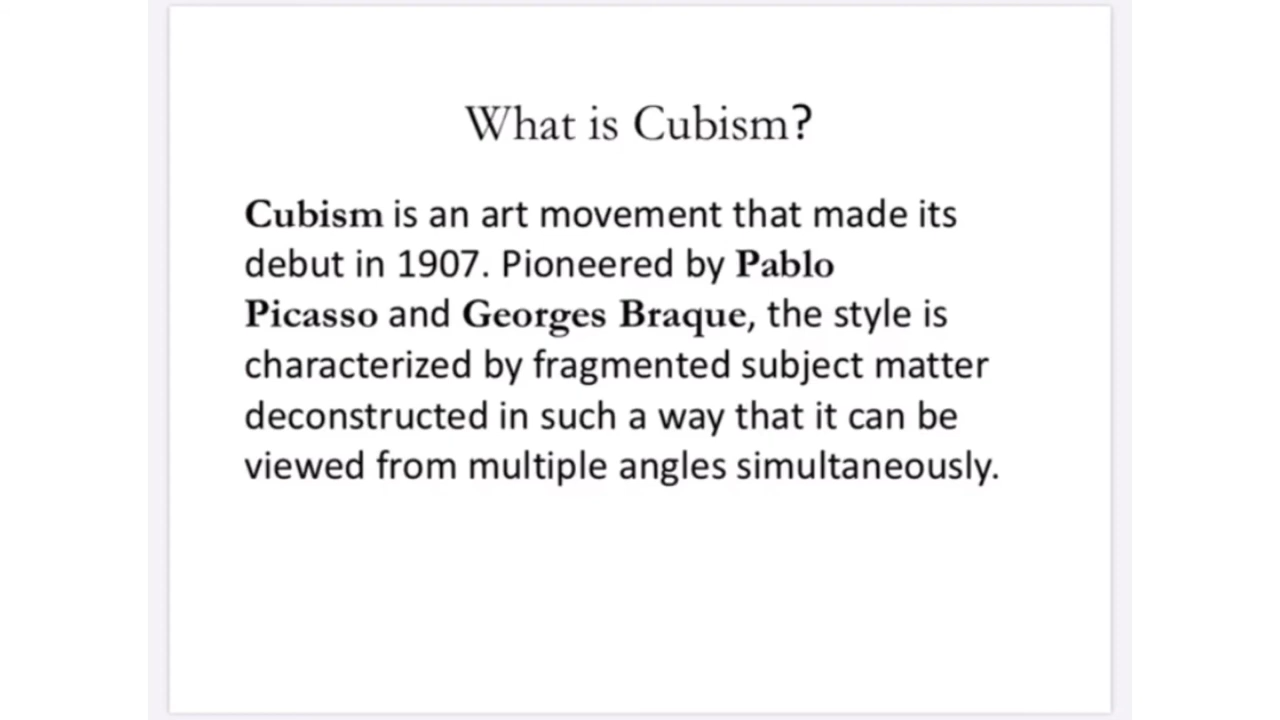 What is Cubism?
Cubism is an art movement that made its
debut in 1907. Pioneered by Pablo
Picasso and Georges Braque, the style is
characterized by fragmented subject matter
deconstructed in such a way that it can be
viewed from multiple angles simultaneously.